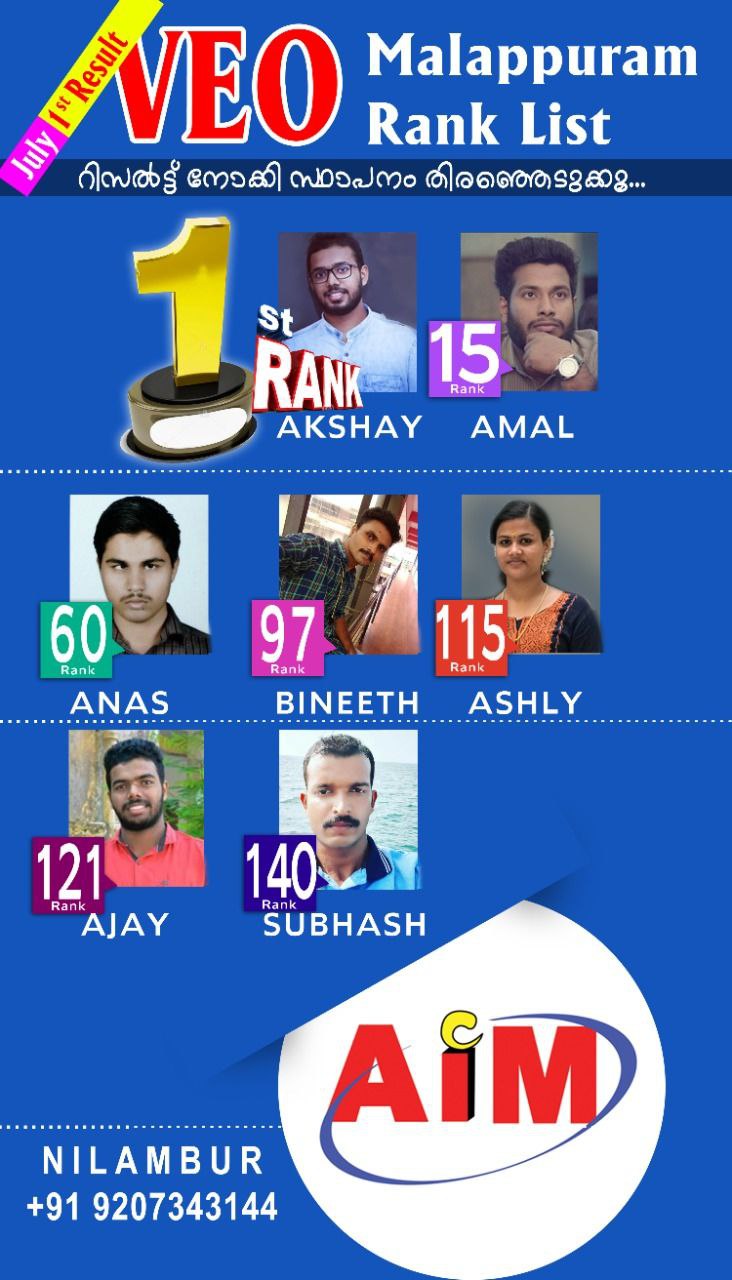 July 1st Result
VEO
Malappuram
Rank List
റിസൽട്ട് നോക്കി സ്ഥാപനം തിരഞ്ഞെടുക്കൂ...
1
st
RANK
AKSHAY
15
Rank
AMAL
60
Rank
ANAS
97
Rank
BINEETH
115
Rank
ASHLY
121
Rank
AJAY
140
Rank
SUBHASH
AiM
NILAMBUR
+91 9207343144